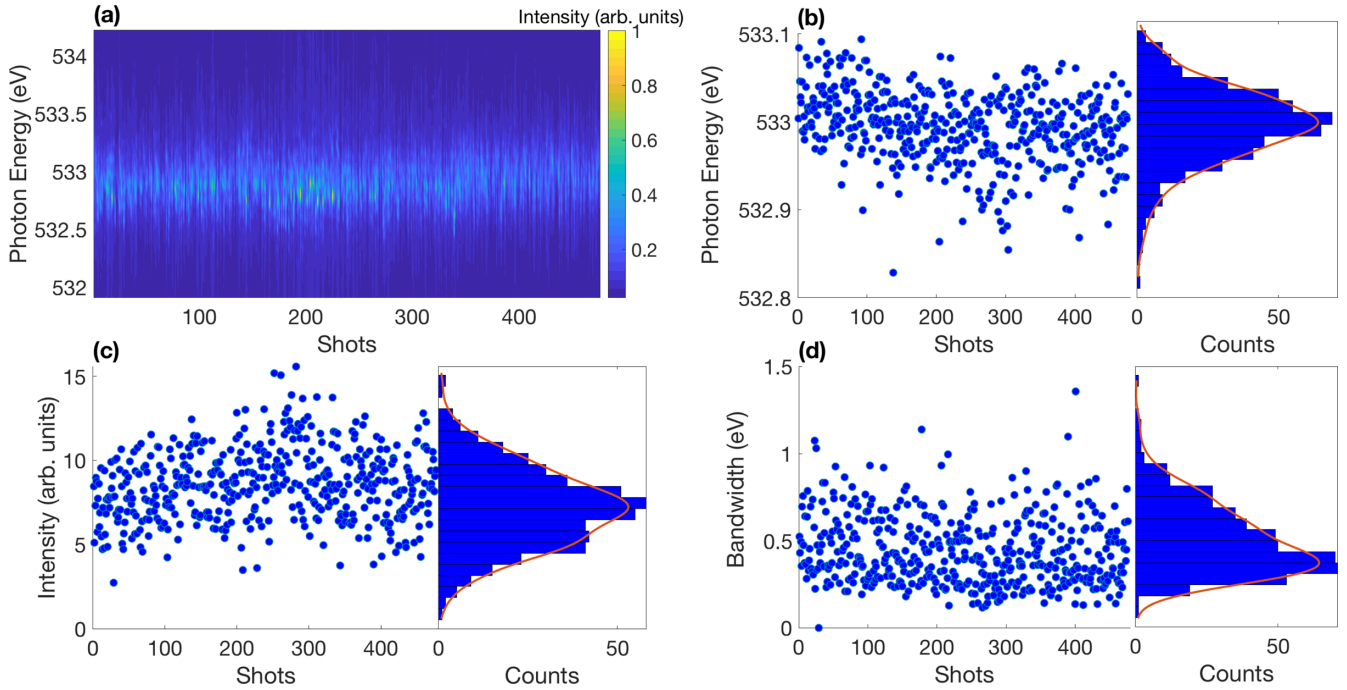 (a)
Intensity (arb. units)
Photon Energy (eV)
534
533.5
533
532.5
532
100
200
300
400
Shots
1
0.8
0.6
0.4
0.2
(b)
Photon Energy (eV)
533.1
533
532.9
532.8
0
100
200
300
400
Shots
0
50
Counts
(c)
Intensity (arb. units)
15
10
5
0
0
100
200
300
400
Shots
0
50
Counts
(d)
Bandwidth (eV)
1.5
1
0.5
0
0
100
200
300
400
Shots
0
50
Counts